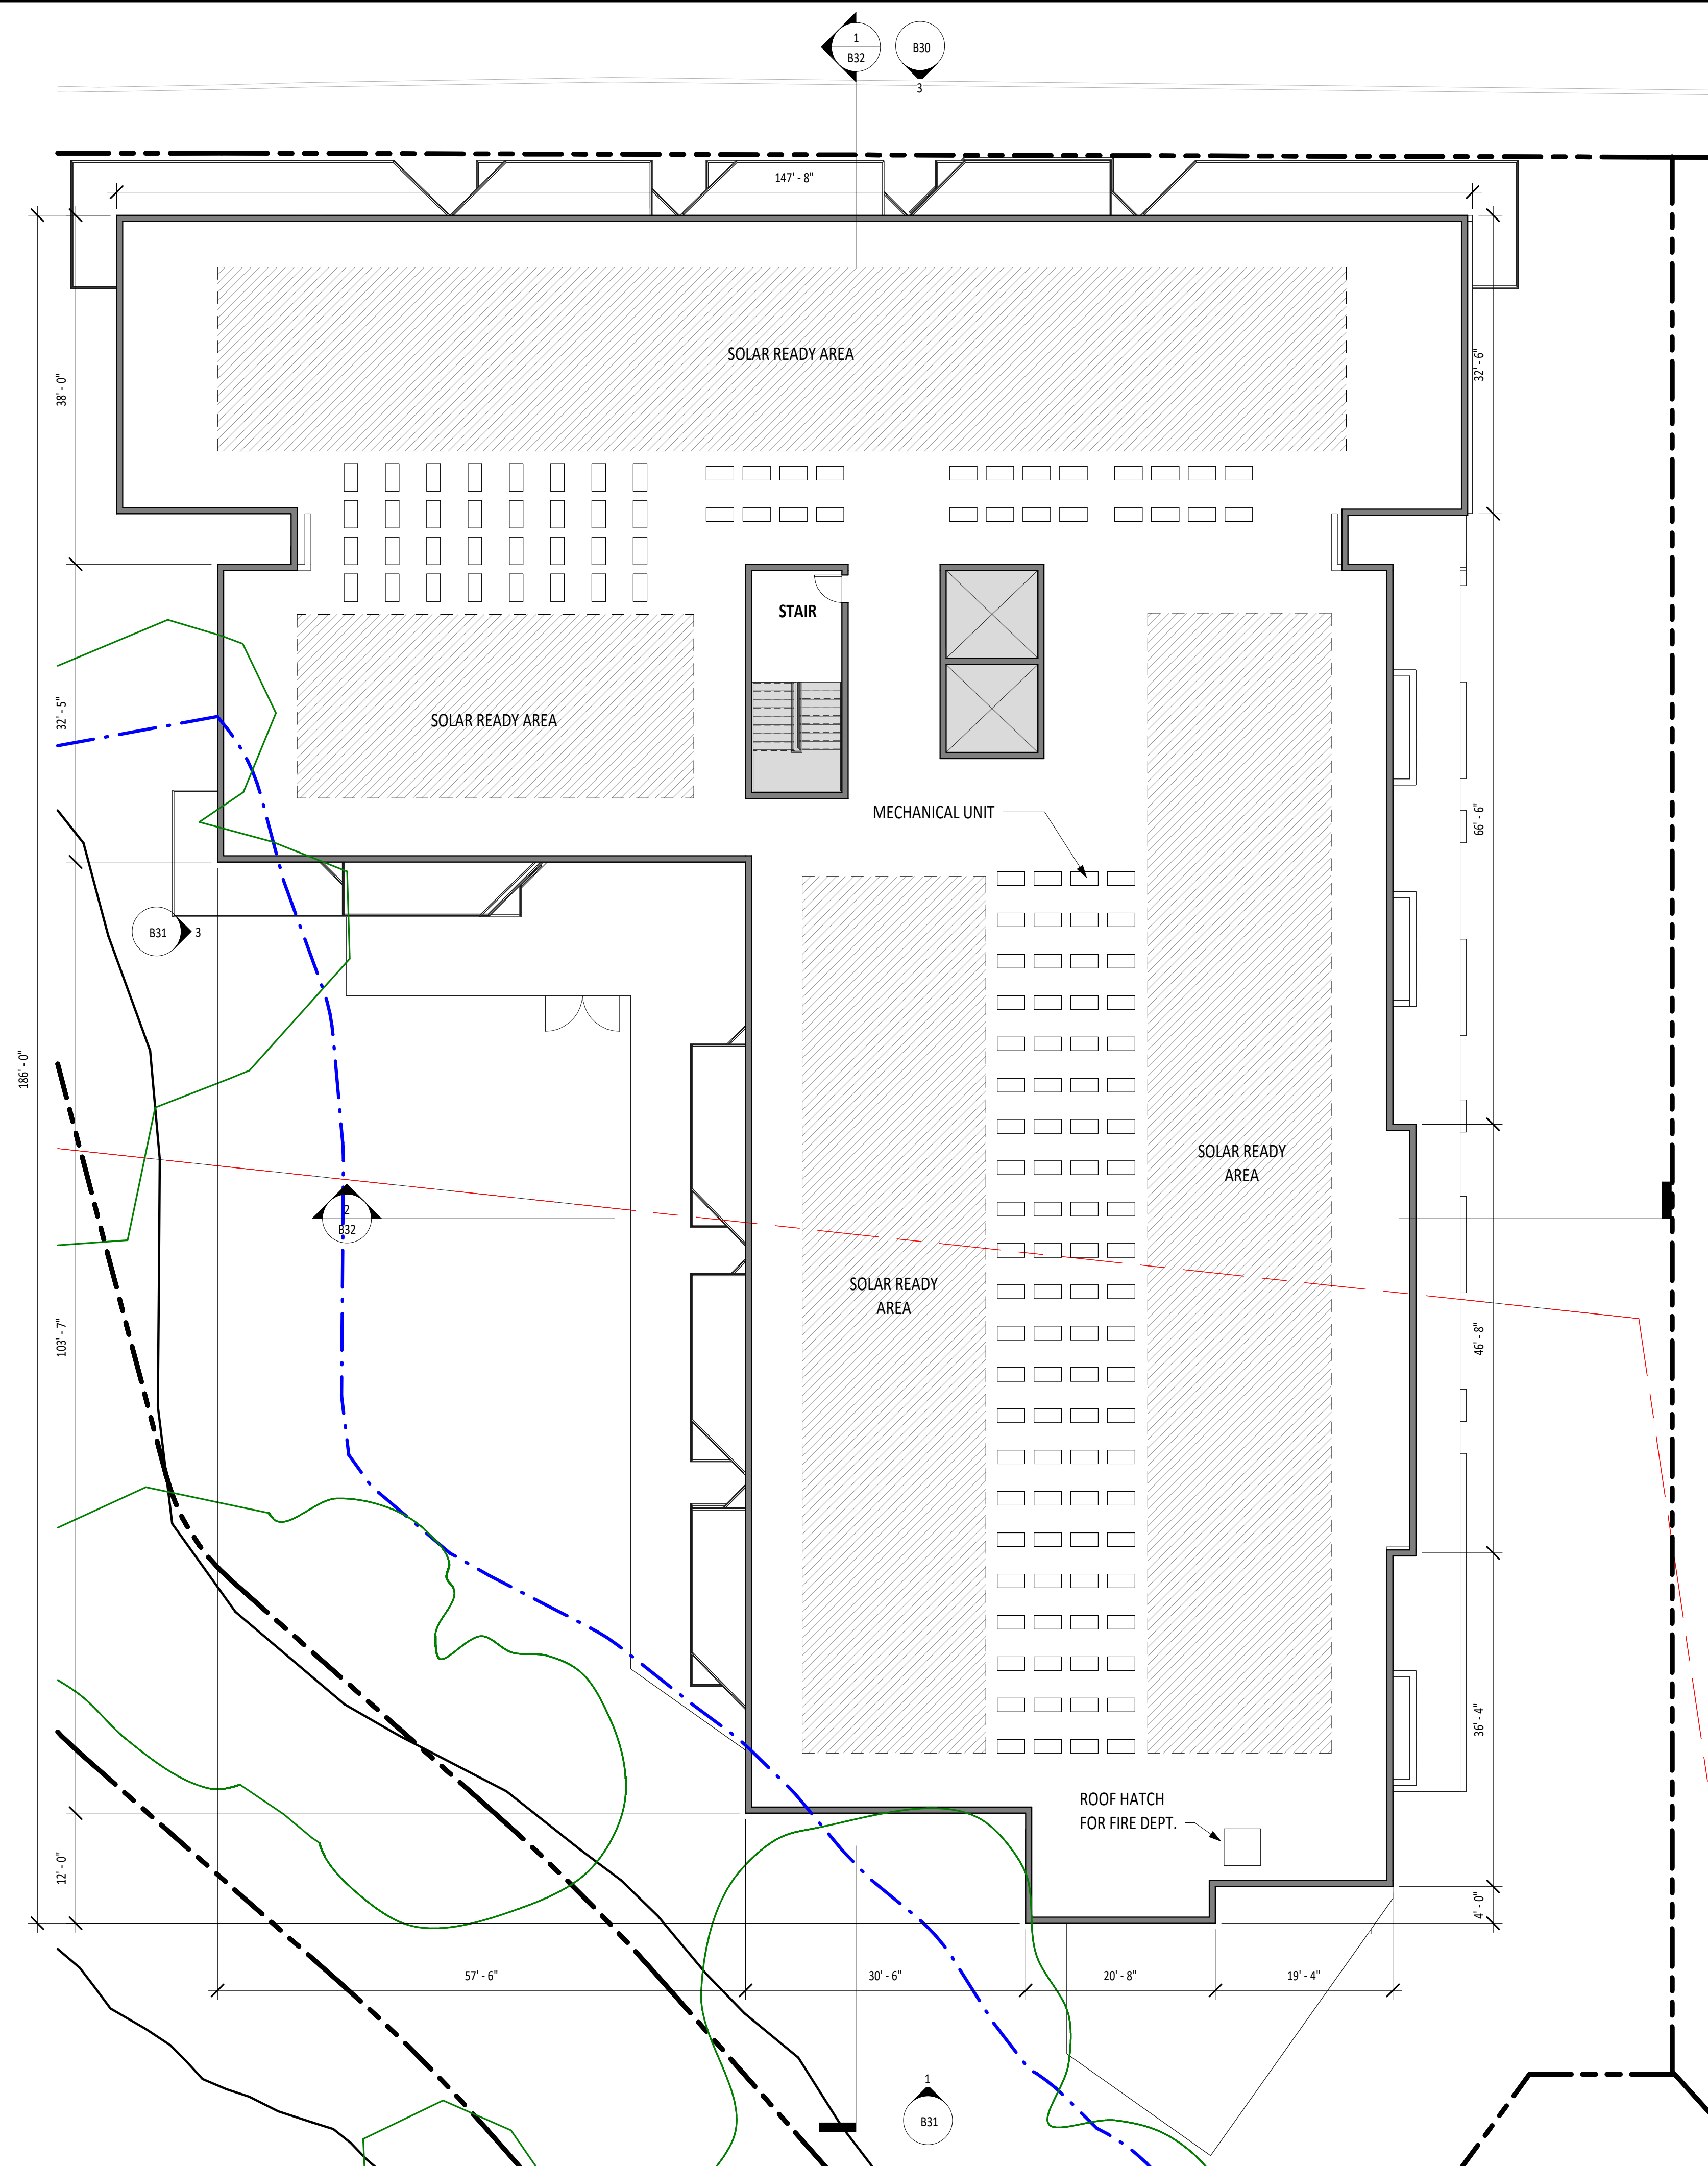 1
B32
B30
3
147' - 8"
SOLAR READY AREA
38' - 0"
32' - 6"
STAIR
32' - 5"
SOLAR READY AREA
MECHANICAL UNIT
66' - 6"
B31
3
186' - 0"
SOLAR READY
AREA
2
B32
SOLAR READY
AREA
103' - 7"
46' - 8"
36' - 4"
ROOF HATCH
FOR FIRE DEPT.
12' - 0"
4' - 0"
57' - 6"
30' - 6"
20' - 8"
19' - 4"
1
B31